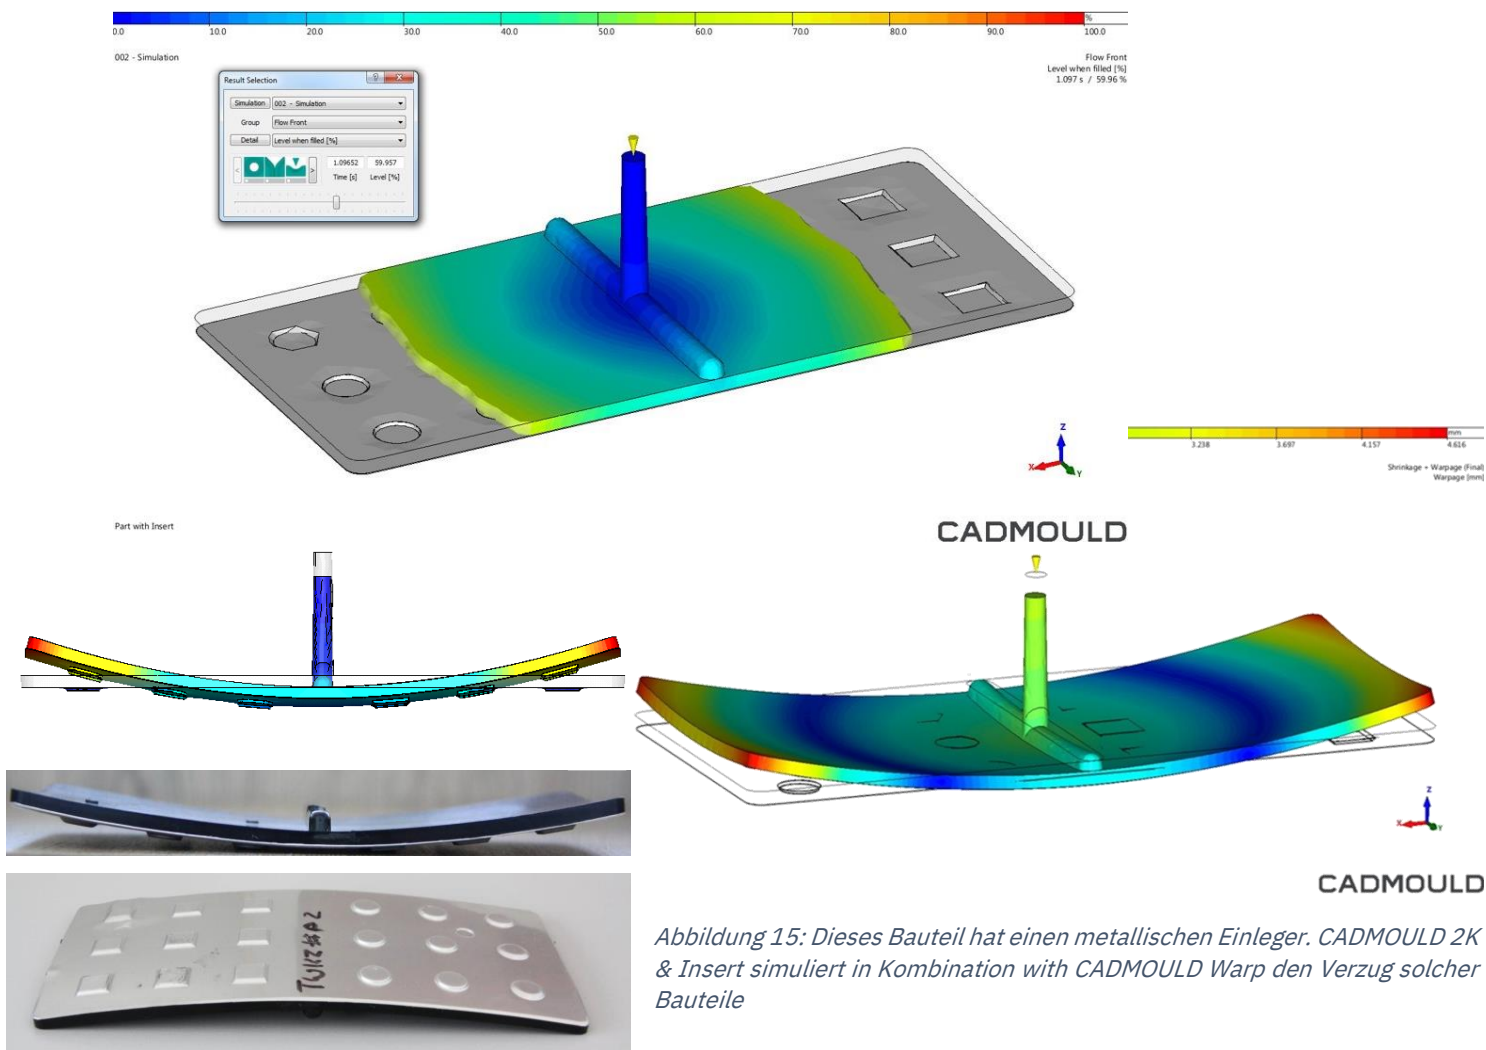 %
0.0 10.0 20.0 30.0 40.0 50.0 60.0 70.0 80.0 90.0 100.0
002 - Simulation
Flow Front
Level when filled [%]
1.097 s / 59.96 %
Result Selection
Simulation 002 - Simulation
Group Flow Front
Detail Level when filled [%]
< > 1.09652 59.957
Time [s] Level [%]
Z
X
Y
mm
3.238 3.697 4.157 4.616
Shrinkage + Warpage (Final)
Warpage [mm]
Part with Insert
CADMOULD
Z
X
Y
CADMOULD
Abbildung 15: Dieses Bauteil hat einen metallischen Einleger. CADMOULD 2K
& Insert simuliert in Kombination with CADMOULD Warp den Verzug solcher
Bauteile